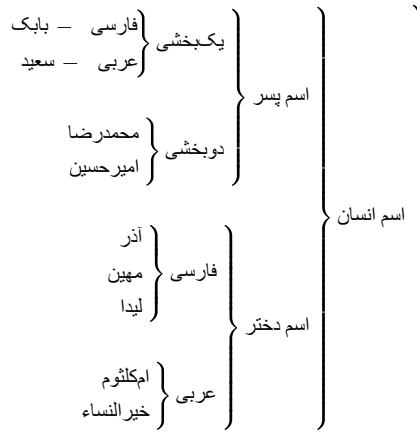 اسم انسان
اسم پسر
یک‌بخشی
فارسی – بابک
عربی – سعید
دوبخشی
محمدرضا
امیرحسین
اسم دختر
فارسی
آذر
مهین
لیدا
عربی
ام‌کلثوم
خیرالنساء